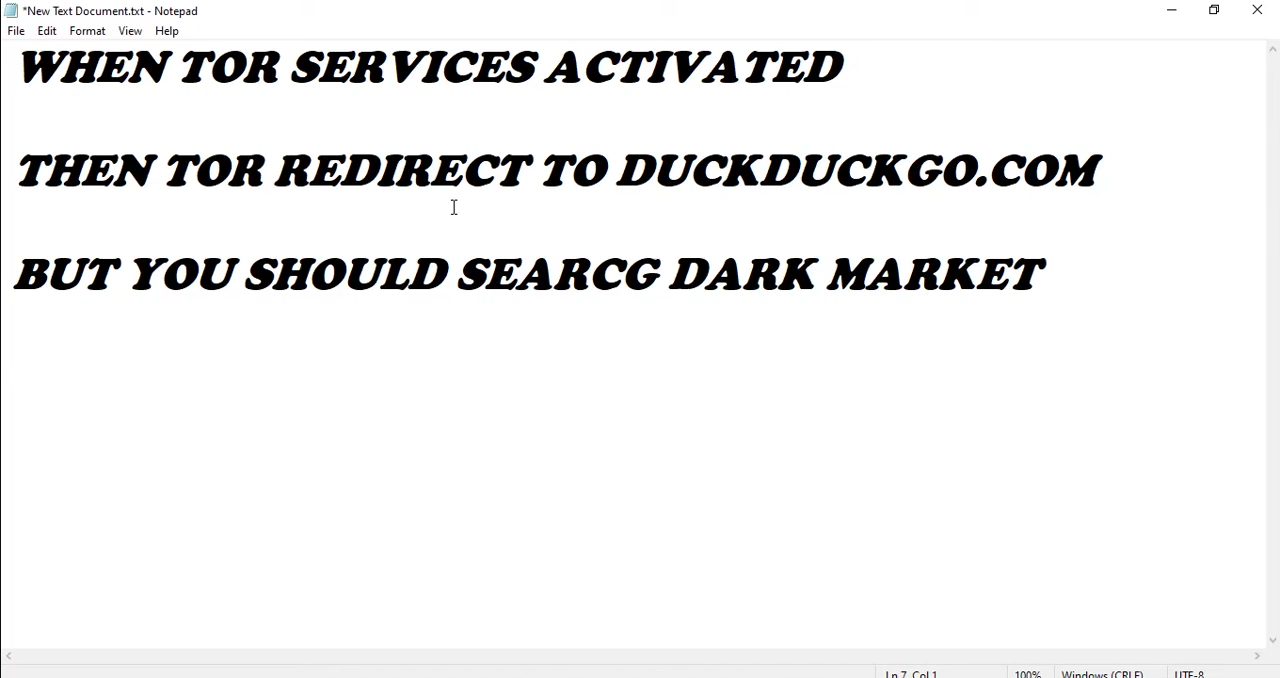 *New Text Document.txt - Notepad
File Edit Format View Help
WHEN TOR SERVICES ACTIVATED
THEN TOR REDIRECT TO DUCKDUCKGO.COM
BUT YOU SHOULD SEARCG DARK MARKET
Ln 7, Col 1 100% Windows (CRLF) UTF-8